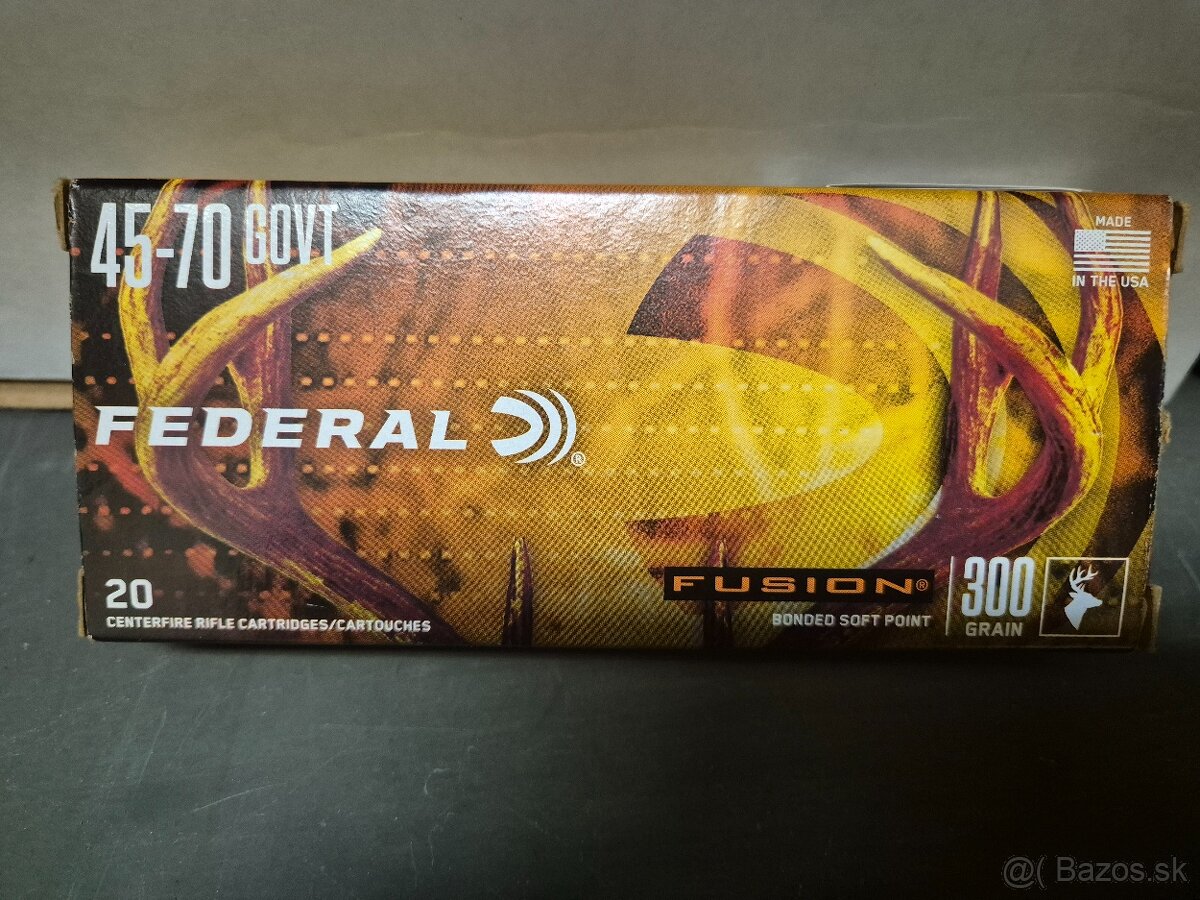 45-70 GOVT
MADE
IN THE USA
FEDERAL ®
20
CENTERFIRE RIFLE CARTRIDGES/CARTOUCHES
FUSION®
BONDED SOFT POINT
300
GRAIN
@( Bazos.sk